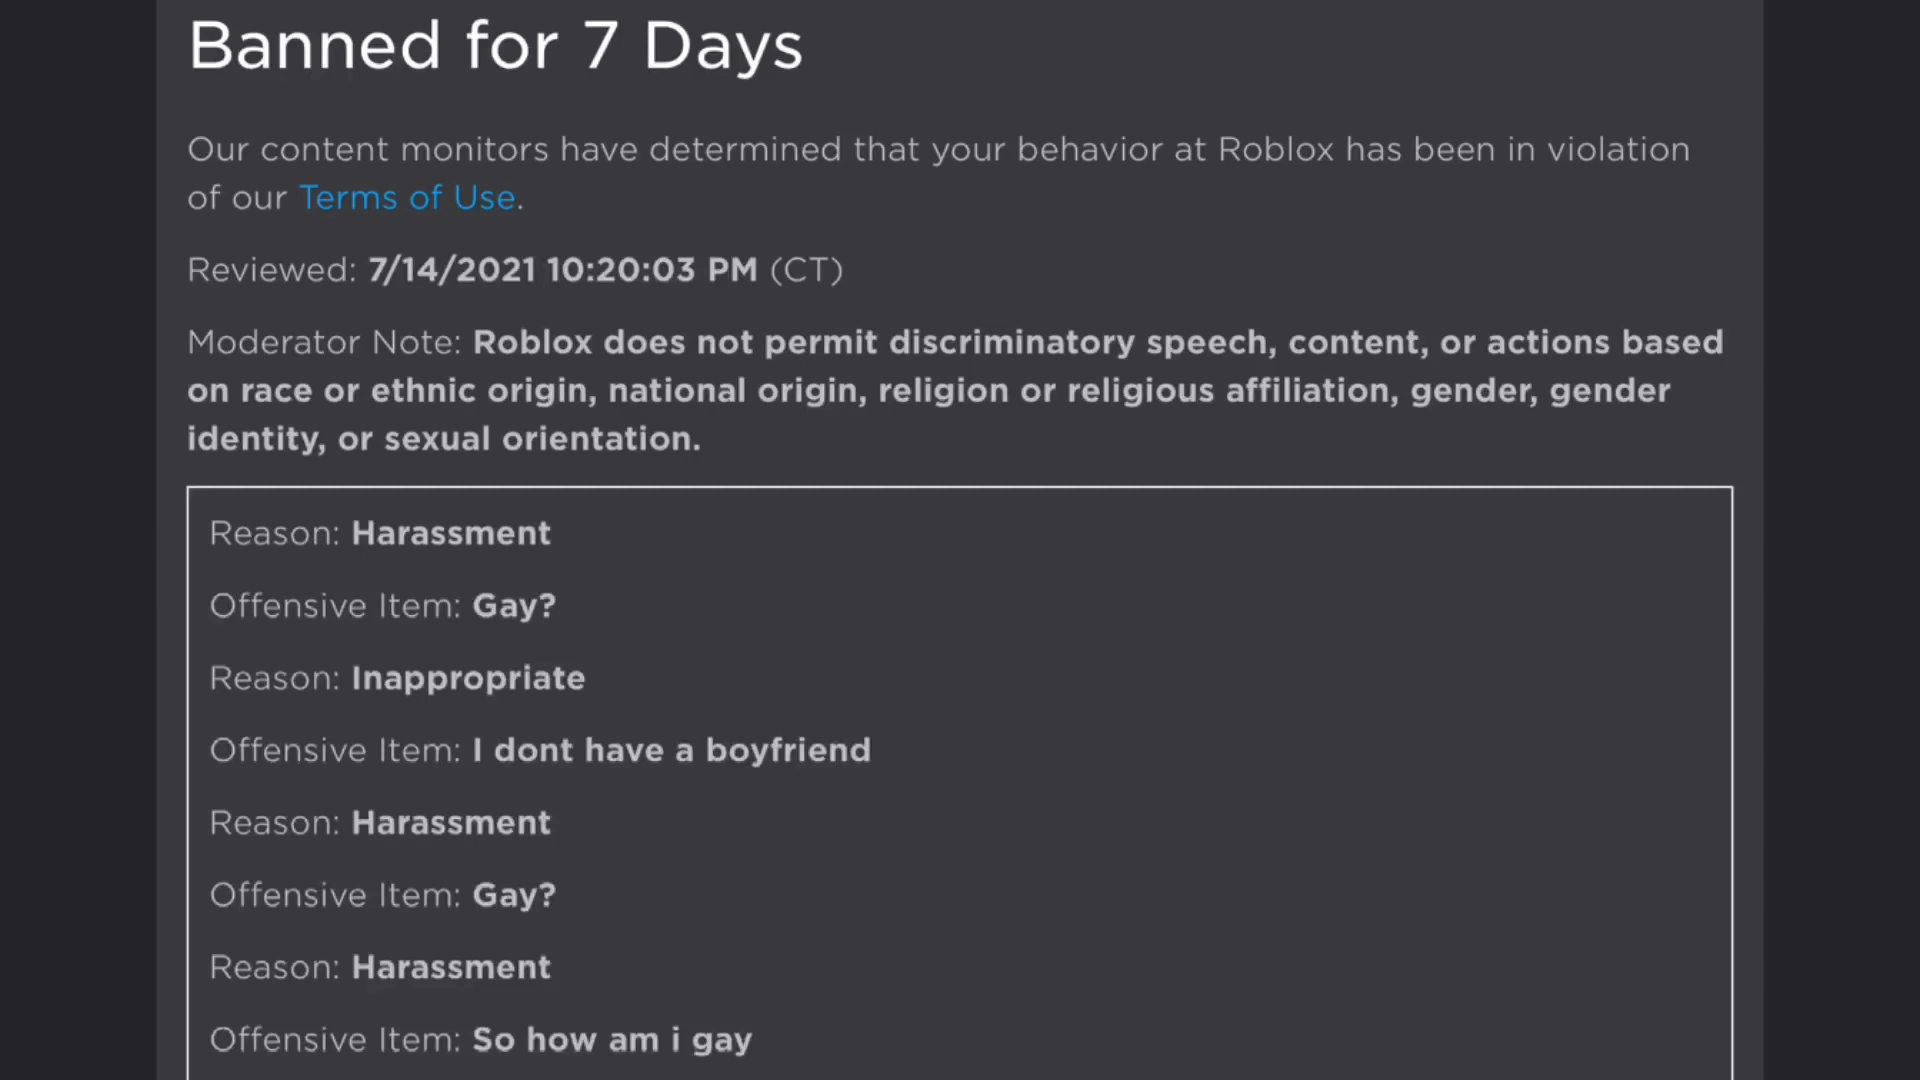 Banned for 7 Days
Our content monitors have determined that your behavior at Roblox has been in violation
of our Terms of Use.
Reviewed: 7/14/2021 10:20:03 PM (CT)
Moderator Note: Roblox does not permit discriminatory speech, content, or actions based
on race or ethnic origin, national origin, religion or religious affiliation, gender, gender
identity, or sexual orientation.
Reason: Harassment
Offensive Item: Gay?
Reason: Inappropriate
Offensive Item: I dont have a boyfriend
Reason: Harassment
Offensive Item: Gay?
Reason: Harassment
Offensive Item: So how am i gay